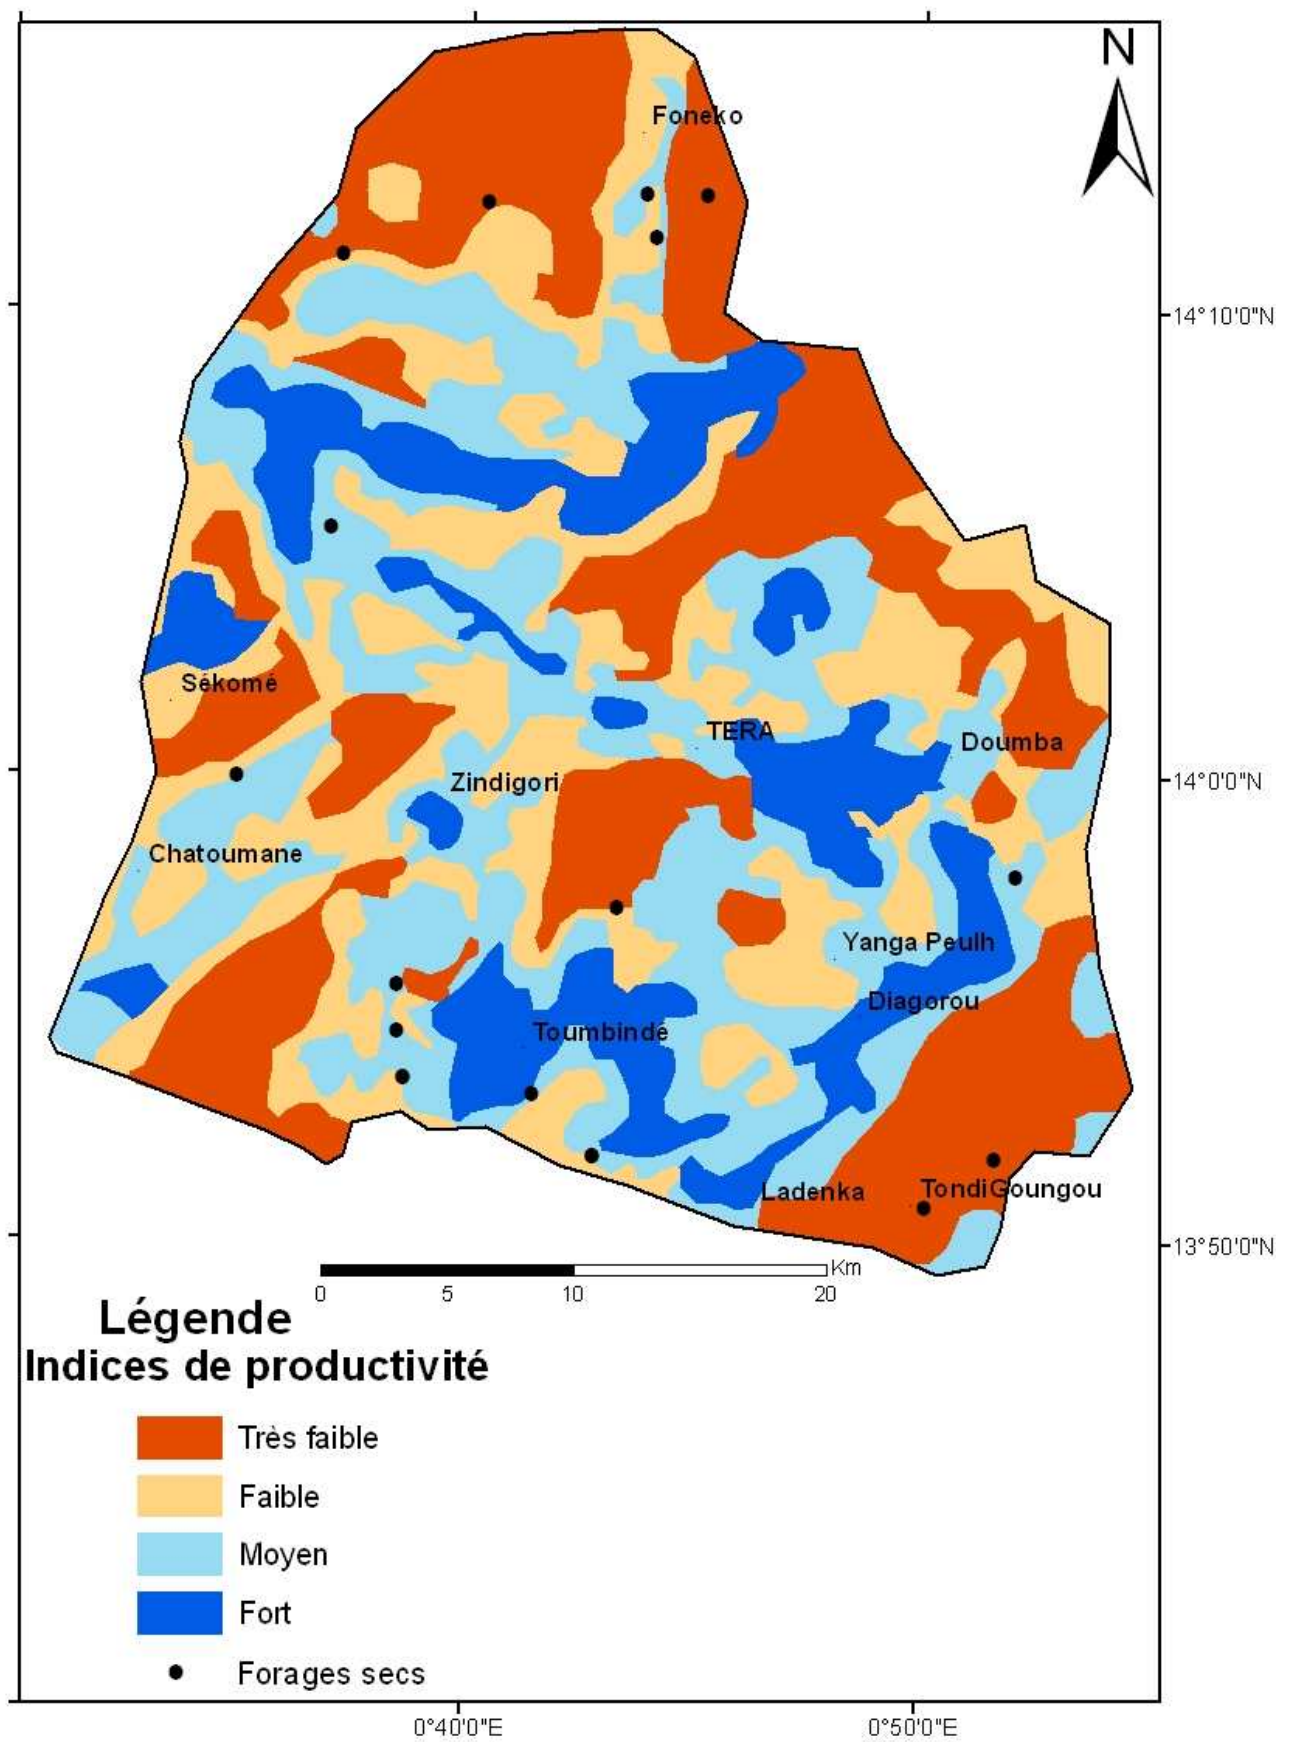 N
Foneko
14°10'0"N
Sékomé
TERA
Doumba
Zindigori
14°0'0"N
Chatoumane
Yanga Peulh
Diagorou
Toumbindé
Ladenka
TondiGoungou
13°50'0"N
Km
0 5 10 20
Légende
Indices de productivité
Très faible
Faible
Moyen
Fort
Forages secs
0°40'0"E 0°50'0"E